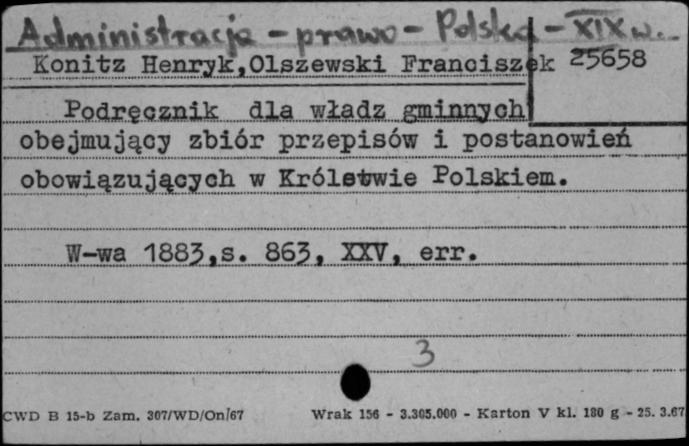 Administracja - prawo - Polska - XIX w.
Konitz Henryk,Olszewski Franciszek 25658
Podręcznik dla władz gminnych
obejmujący zbiór przepisów i postanowień
obowiązujących w Królstwie Polskiem.
W-wa 1883,s. 863, XXV, err.
3
CWD B 15-b Zam. 307/WD/On/67 Wrak 156 - 3.305.000 - Karton V kl. 180 g - 25. 3.67